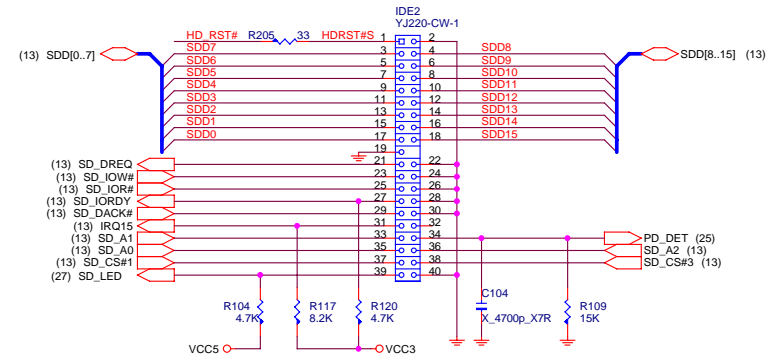 IDE2
YJ220-CW-1
HD_RST# R205 33 HDRST#S 1 2
(13) SDD[0..7] SDD7 3 4 SDD8 SDD[8..15] (13)
SDD6 5 6 SDD9
SDD5 7 8 SDD10
SDD4 9 10 SDD11
SDD3 11 12 SDD12
SDD2 13 14 SDD13
SDD1 15 16 SDD14
SDD0 17 18 SDD15
19
(13) SD_DREQ 21 22
(13) SD_IOW# 23 24
(13) SD_IOR# 25 26
(13) SD_IORDY 27 28
(13) SD_DACK# 29 30
(13) IRQ15 31 32
(13) SD_A1 33 34 PD_DET (25)
(13) SD_A0 35 36 SD_A2 (13)
(13) SD_CS#1 37 38 SD_CS#3 (13)
(27) SD_LED 39 40
R104 R117 R120 C104 R109
4.7K 8.2K 4.7K X_4700p_X7R 15K
VCC5 VCC3